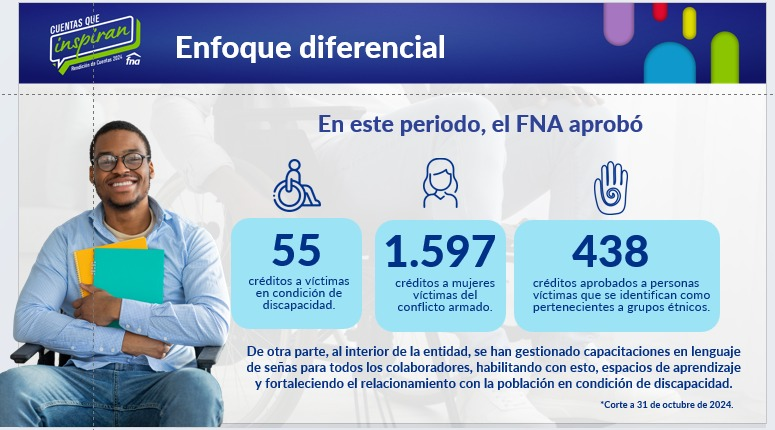 CUENTAS QUE
inspiran
Rendición de Cuentas 2024
fna
Enfoque diferencial
En este periodo, el FNA aprobó
55
créditos a víctimas
en condición de
discapacidad.
1.597
créditos a mujeres
víctimas del
conflicto armado.
438
créditos aprobados a personas
víctimas que se identifican como
pertenecientes a grupos étnicos.
De otra parte, al interior de la entidad, se han gestionado capacitaciones en lenguaje
de señas para todos los colaboradores, habilitando con esto, espacios de aprendizaje
y fortaleciendo el relacionamiento con la población en condición de discapacidad.
*Corte a 31 de octubre de 2024.